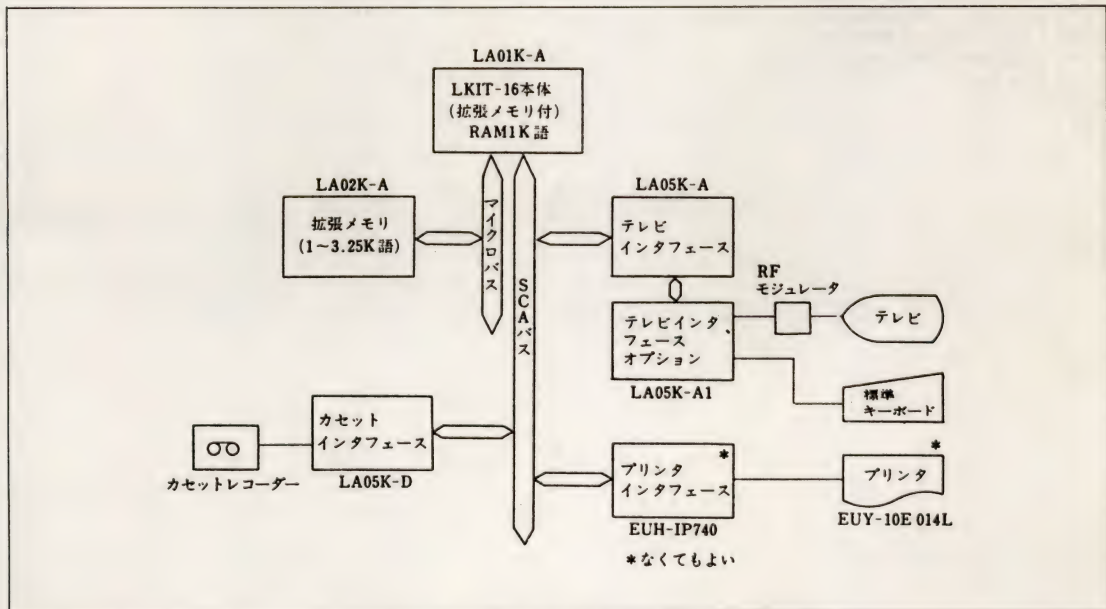 LA01K-A
LKIT-16本体
(拡張メモリ付)
RAM1K語
LA02K-A
拡張メモリ
(1~3.25K語)
マイクロバス
SCAバス
LA05K-A
テレビ
インタフェース
RF
モジュレータ
テレビ
テレビインタ
フェース
オプション
LA05K-A1
標準
キーボード
カセット
インタフェース
LA05K-D
カセットレコーダー
*
プリンタ
インタフェース
EUH-IP740
*
プリンタ
EUY-10E 014L
*なくてもよい